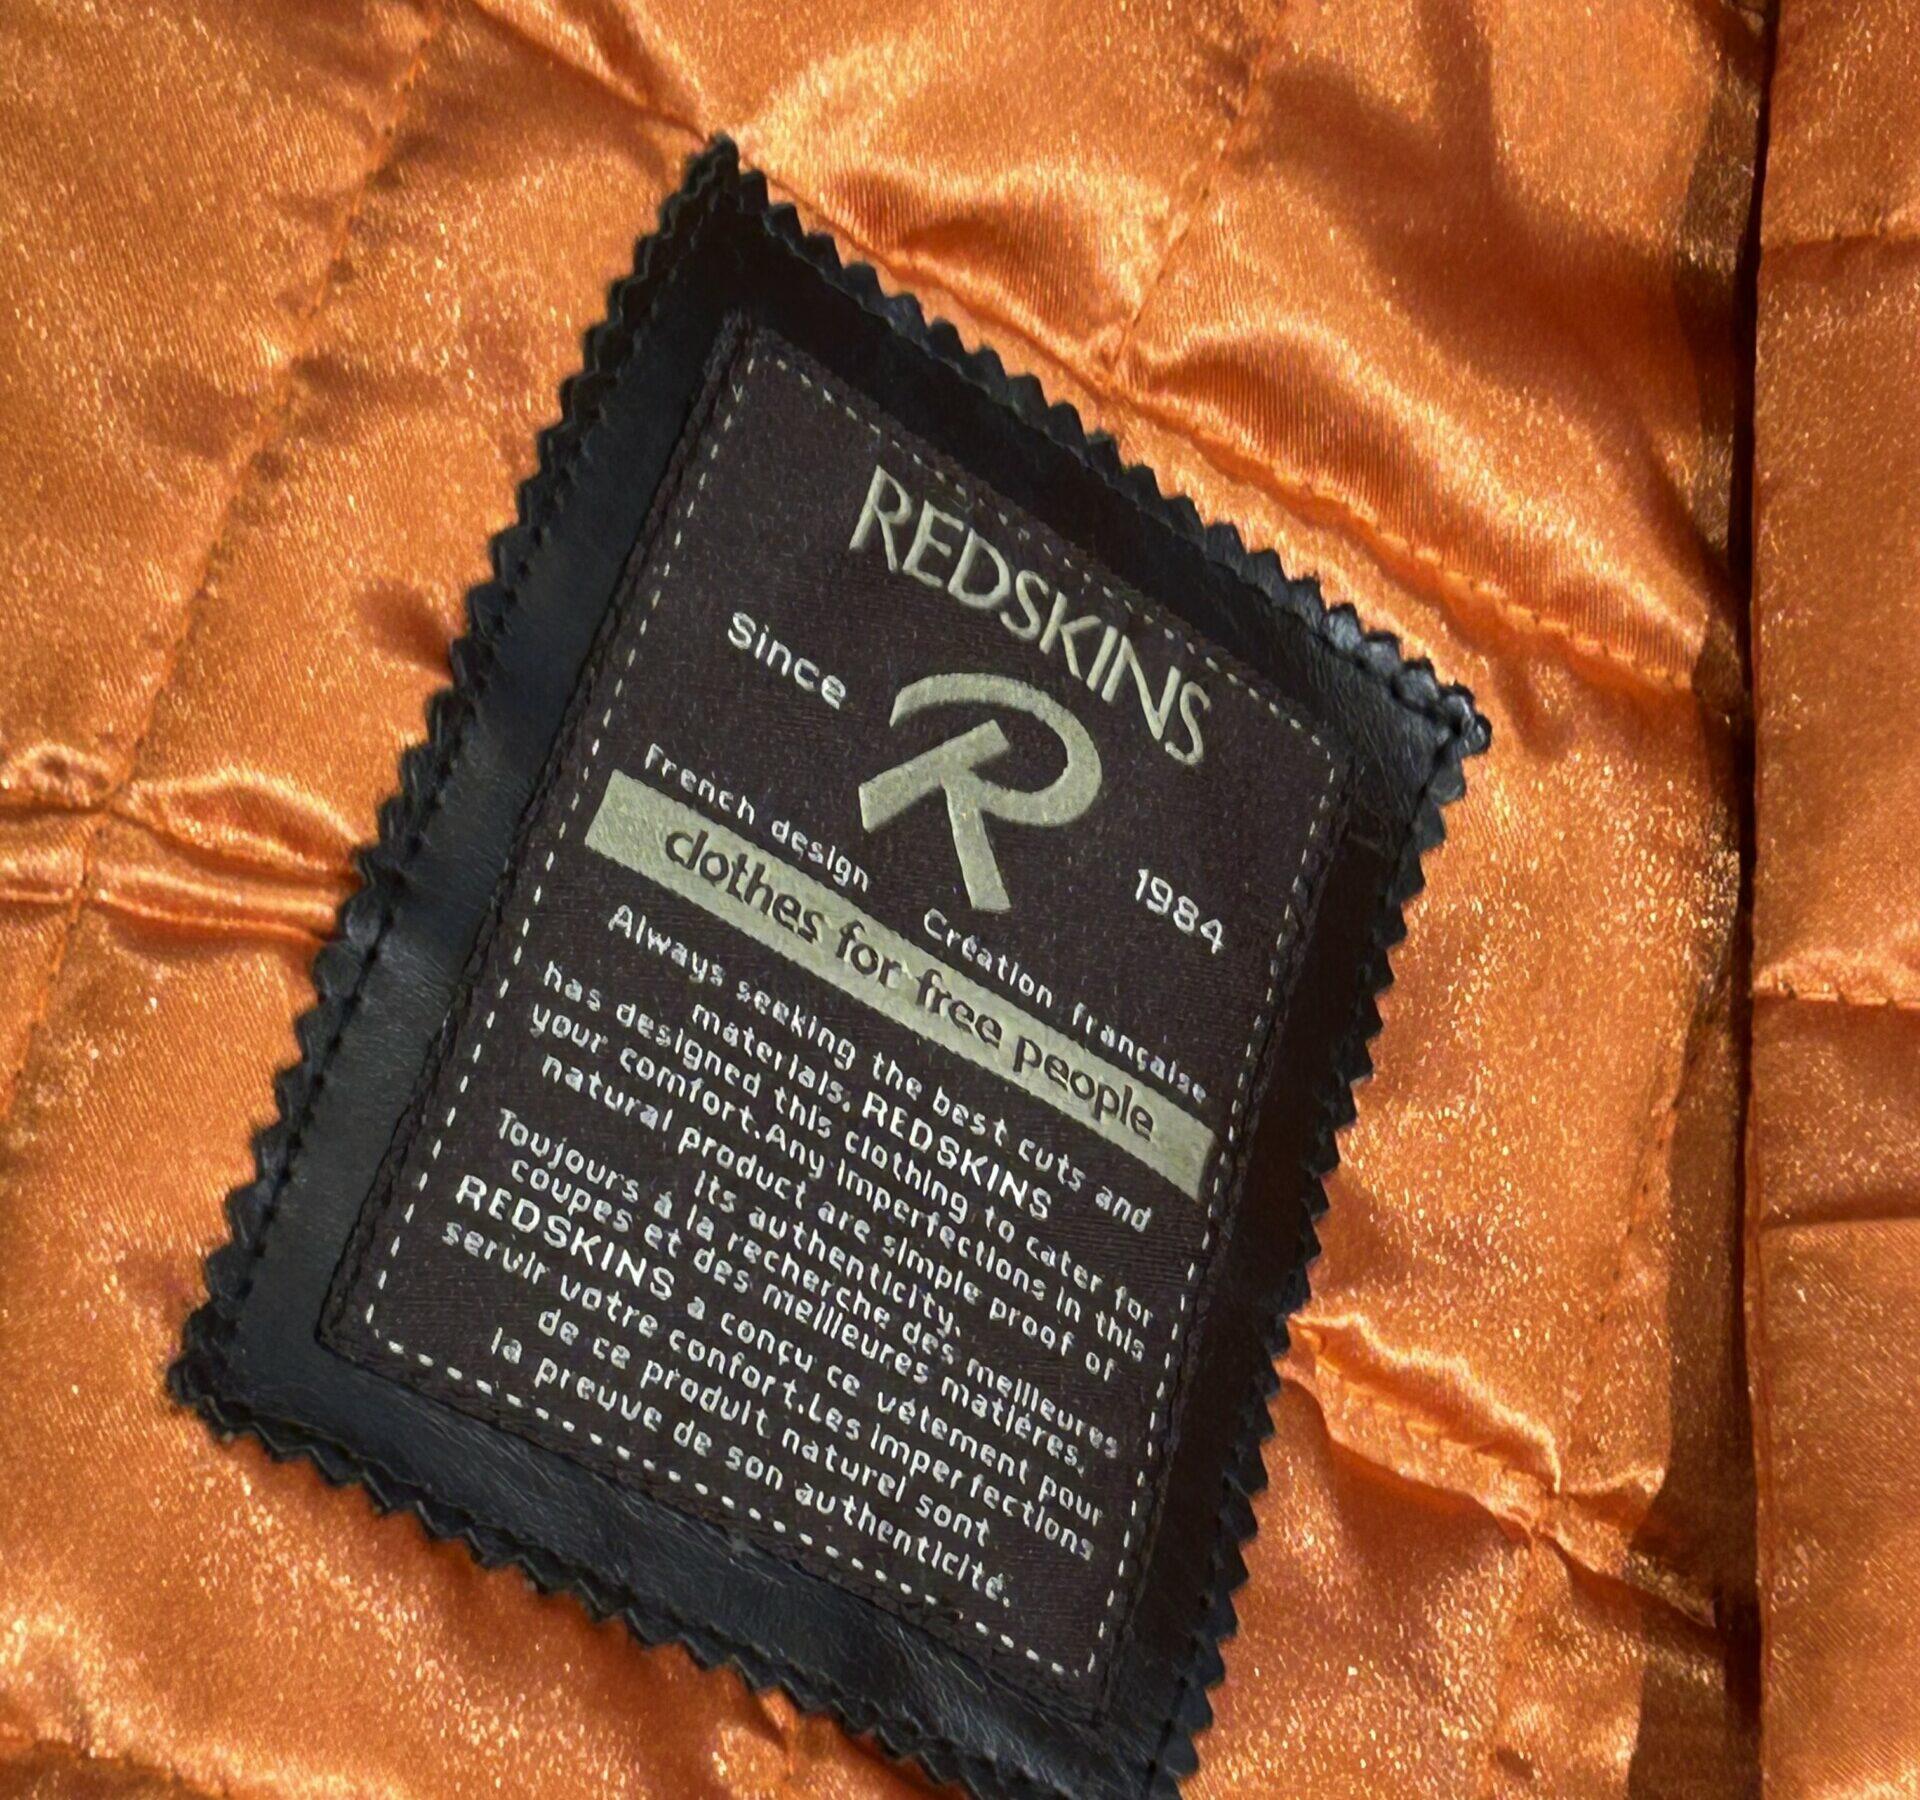 REDSKINS
Since R 1984
French design Création française
clothes for free people
Always seeking the best cuts and
materials, REDSKINS
has designed this clothing to cater for
your comfort.Any imperfections in this
natural product are simple proof of
its authenticity.
Toujours à la recherche des meilleures
coupes et des meilleures matières,
REDSKINS a conçu ce vêtement pour
servir votre confort.Les imperfections
de ce produit naturel sont
la preuve de son authenticité.